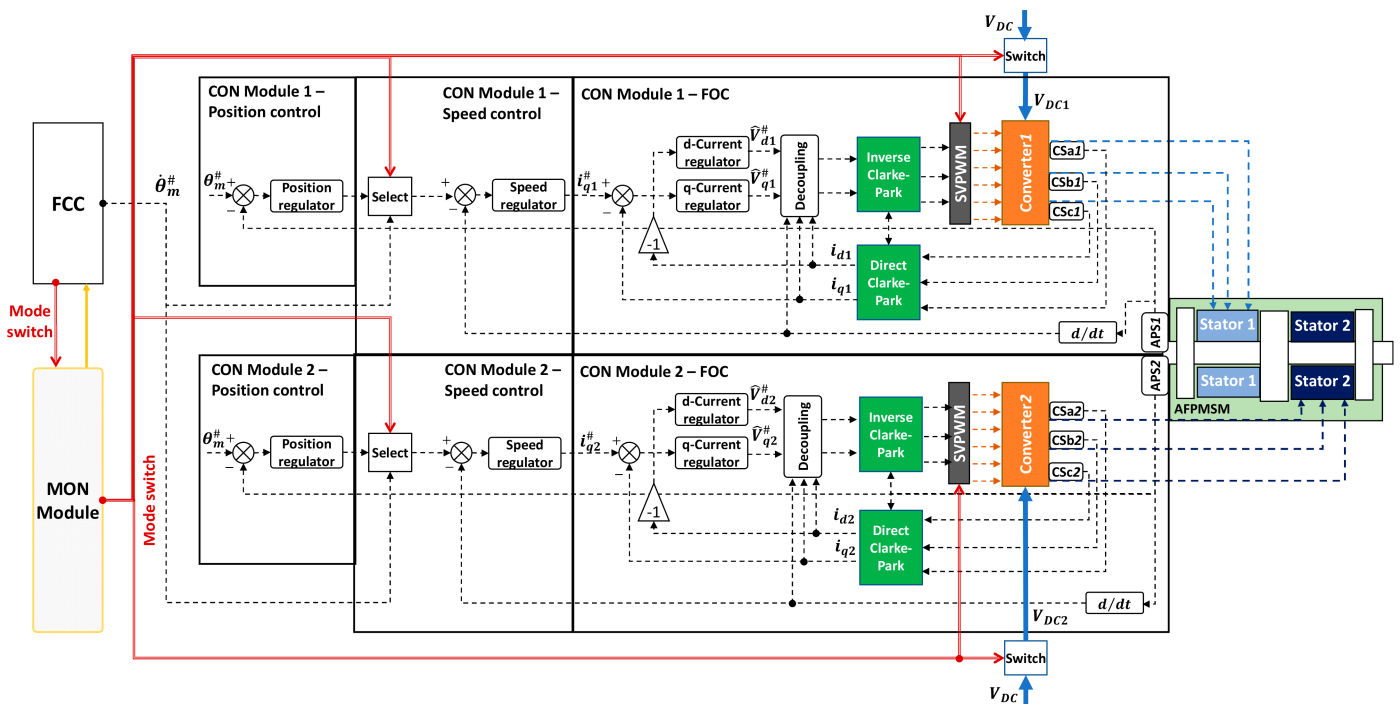 V_DC
Switch
V_DC1
CON Module 1 –
Position control
CON Module 1 –
Speed control
CON Module 1 – FOC
FCC
θ̇_m^#
θ_m^#
+
−
Position
regulator
Select
+
−
Speed
regulator
i_q1^#
+
−
d-Current
regulator
V̂_d1^#
q-Current
regulator
V̂_q1^#
-1
Decoupling
Inverse
Clarke-
Park
SVPWM
Converter1
CSa1
CSb1
CSc1
i_d1
i_q1
Direct
Clarke-
Park
d/dt
APS1
Mode
switch
Stator 1
Stator 2
Stator 1
Stator 2
AFPMSM
APS2
MON
Module
Mode switch
CON Module 2 –
Position control
CON Module 2 –
Speed control
CON Module 2 – FOC
θ_m^#
+
−
Position
regulator
Select
+
−
Speed
regulator
i_q2^#
+
−
d-Current
regulator
V̂_d2^#
q-Current
regulator
V̂_q2^#
-1
Decoupling
Inverse
Clarke-
Park
SVPWM
Converter2
CSa2
CSb2
CSc2
i_d2
i_q2
Direct
Clarke-
Park
d/dt
V_DC2
Switch
V_DC